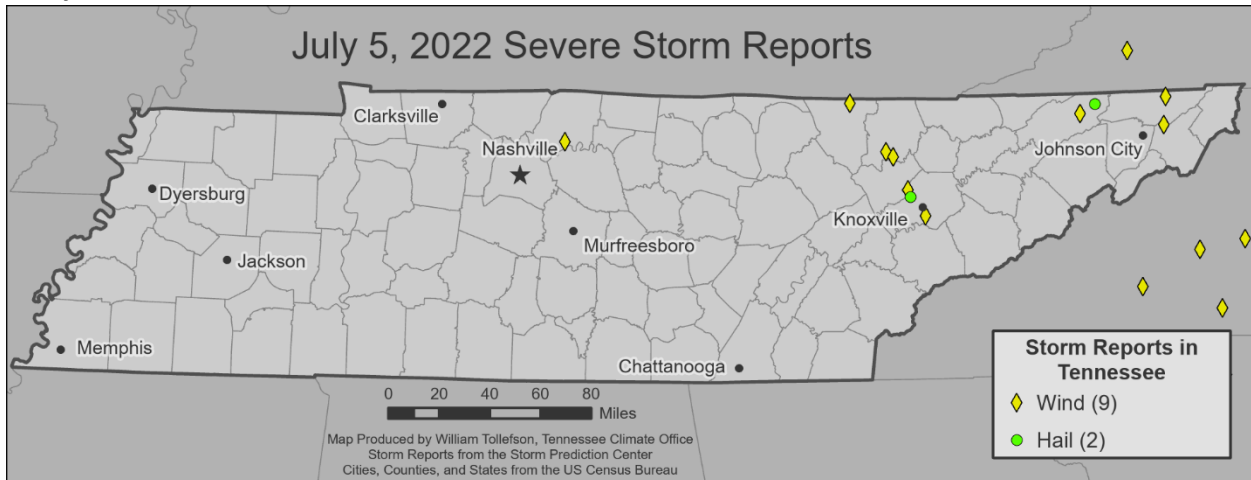 July 5, 2022 Severe Storm Reports
Clarksville
Nashville
Johnson City
Dyersburg
Knoxville
Murfreesboro
Jackson
Memphis
Chattanooga
0 20 40 60 80
Miles
Map Produced by William Tollefson, Tennessee Climate Office
Storm Reports from the Storm Prediction Center
Cities, Counties, and States from the US Census Bureau
Storm Reports in
Tennessee
Wind (9)
Hail (2)